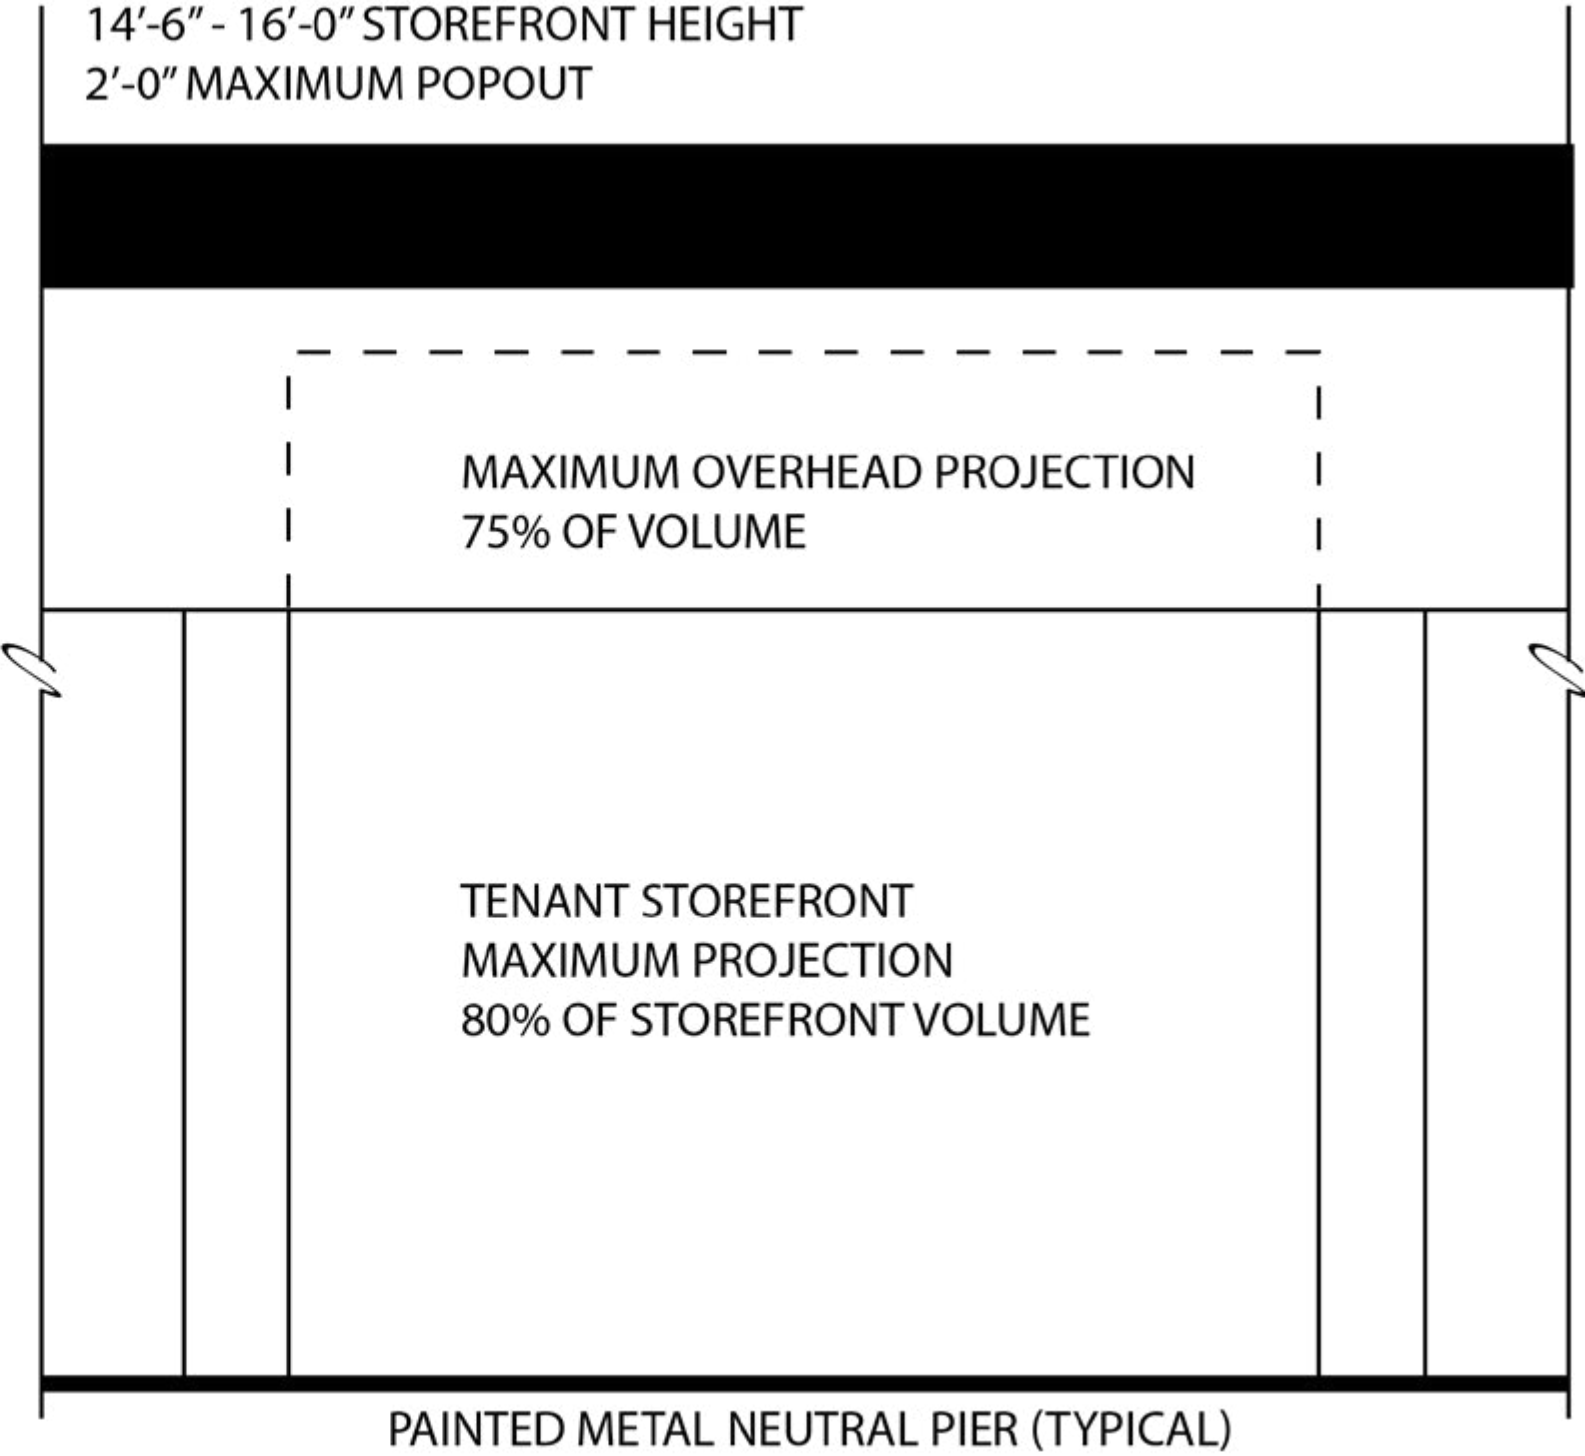 14’-6” - 16’-0” STOREFRONT HEIGHT
2’-0” MAXIMUM POPOUT
MAXIMUM OVERHEAD PROJECTION
75% OF VOLUME
TENANT STOREFRONT
MAXIMUM PROJECTION
80% OF STOREFRONT VOLUME
PAINTED METAL NEUTRAL PIER (TYPICAL)